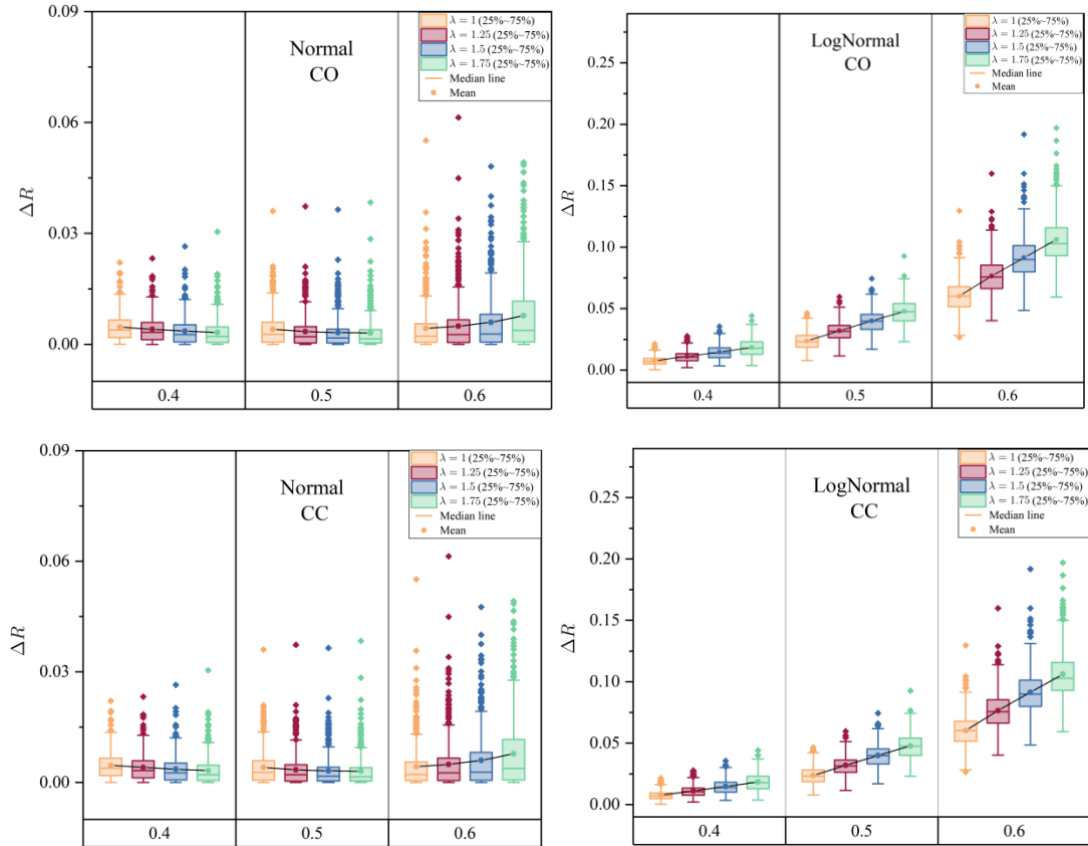 0.09
0.06
0.03
0.00
ΔR
Normal
CO
λ = 1 (25%~75%)
λ = 1.25 (25%~75%)
λ = 1.5 (25%~75%)
λ = 1.75 (25%~75%)
Median line
Mean
0.4 0.5 0.6
0.25
0.20
0.15
0.10
0.05
0.00
ΔR
LogNormal
CO
λ = 1 (25%~75%)
λ = 1.25 (25%~75%)
λ = 1.5 (25%~75%)
λ = 1.75 (25%~75%)
Median line
Mean
0.4 0.5 0.6
0.09
0.06
0.03
0.00
ΔR
Normal
CC
λ = 1 (25%~75%)
λ = 1.25 (25%~75%)
λ = 1.5 (25%~75%)
λ = 1.75 (25%~75%)
Median line
Mean
0.4 0.5 0.6
0.25
0.20
0.15
0.10
0.05
0.00
ΔR
LogNormal
CC
λ = 1 (25%~75%)
λ = 1.25 (25%~75%)
λ = 1.5 (25%~75%)
λ = 1.75 (25%~75%)
Median line
Mean
0.4 0.5 0.6